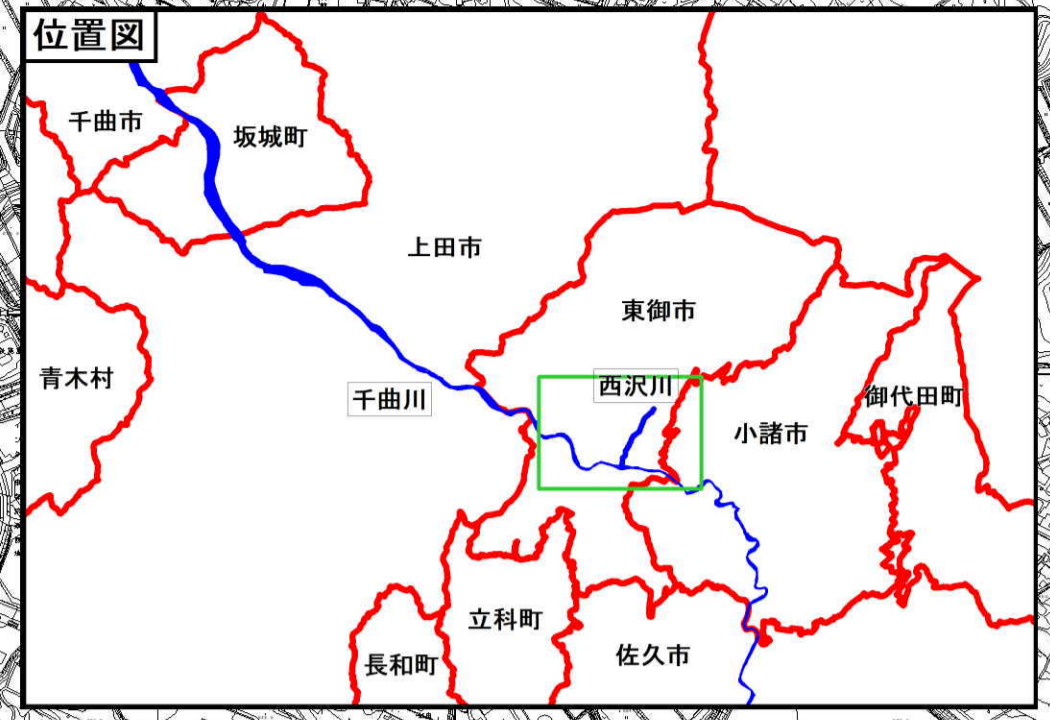 位置図
千曲市
坂城町
上田市
東御市
青木村
千曲川
西沢川
御代田町
小諸市
立科町
佐久市
長和町